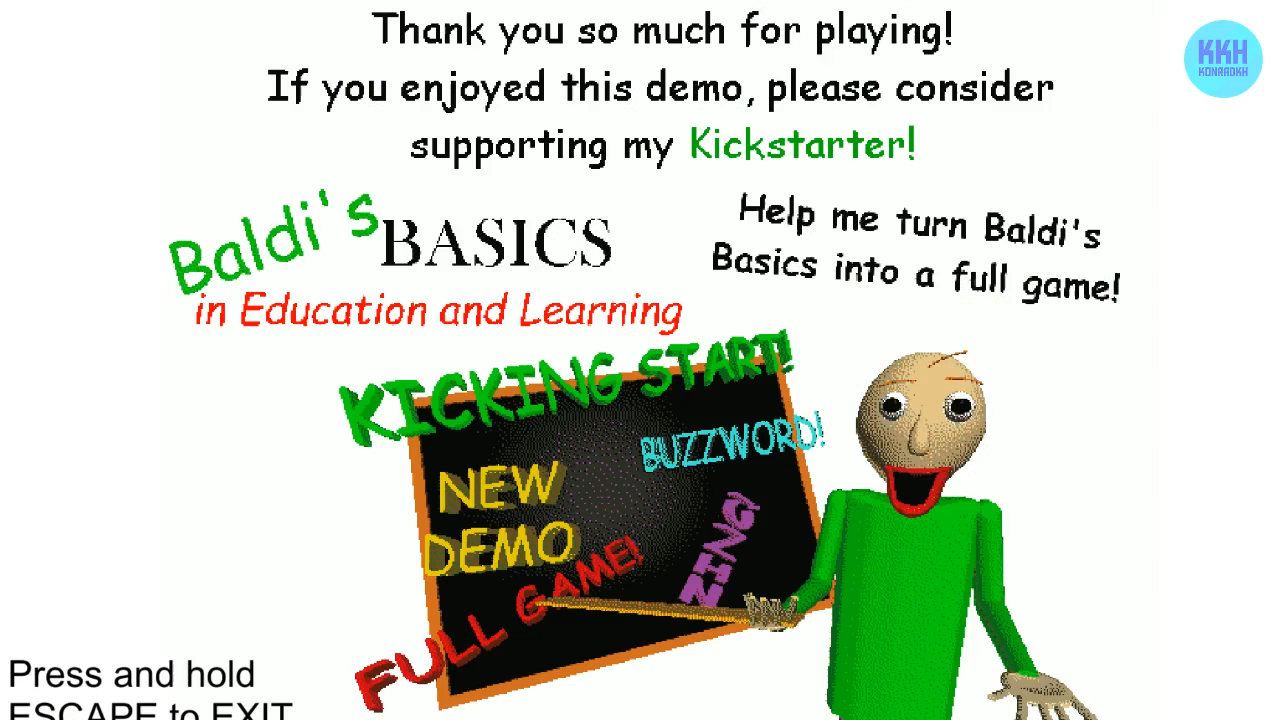 Thank you so much for playing!
If you enjoyed this demo, please consider
supporting my Kickstarter!
KKH
KONRADKH
Baldi's BASICS
in Education and Learning
Help me turn Baldi's
Basics into a full game!
KICKING START!
BUZZWORD!
NEW
DEMO
ZING!
FULL GAME!
Press and hold
ESCAPE to EXIT